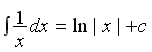 ∫ 1/x dx = ln | x | + c